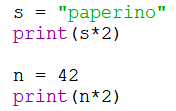 s = "paperino"
print(s*2)
n = 42
print(n*2)